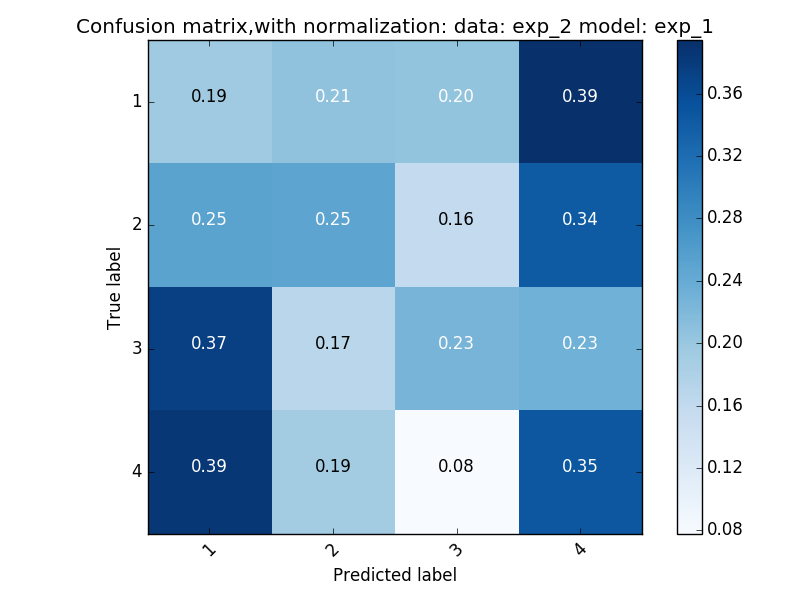 Confusion matrix,with normalization: data: exp_2 model: exp_1
1 0.19 0.21 0.20 0.39
2 0.25 0.25 0.16 0.34
3 0.37 0.17 0.23 0.23
4 0.39 0.19 0.08 0.35
1 2 3 4
True label
Predicted label
0.36
0.32
0.28
0.24
0.20
0.16
0.12
0.08